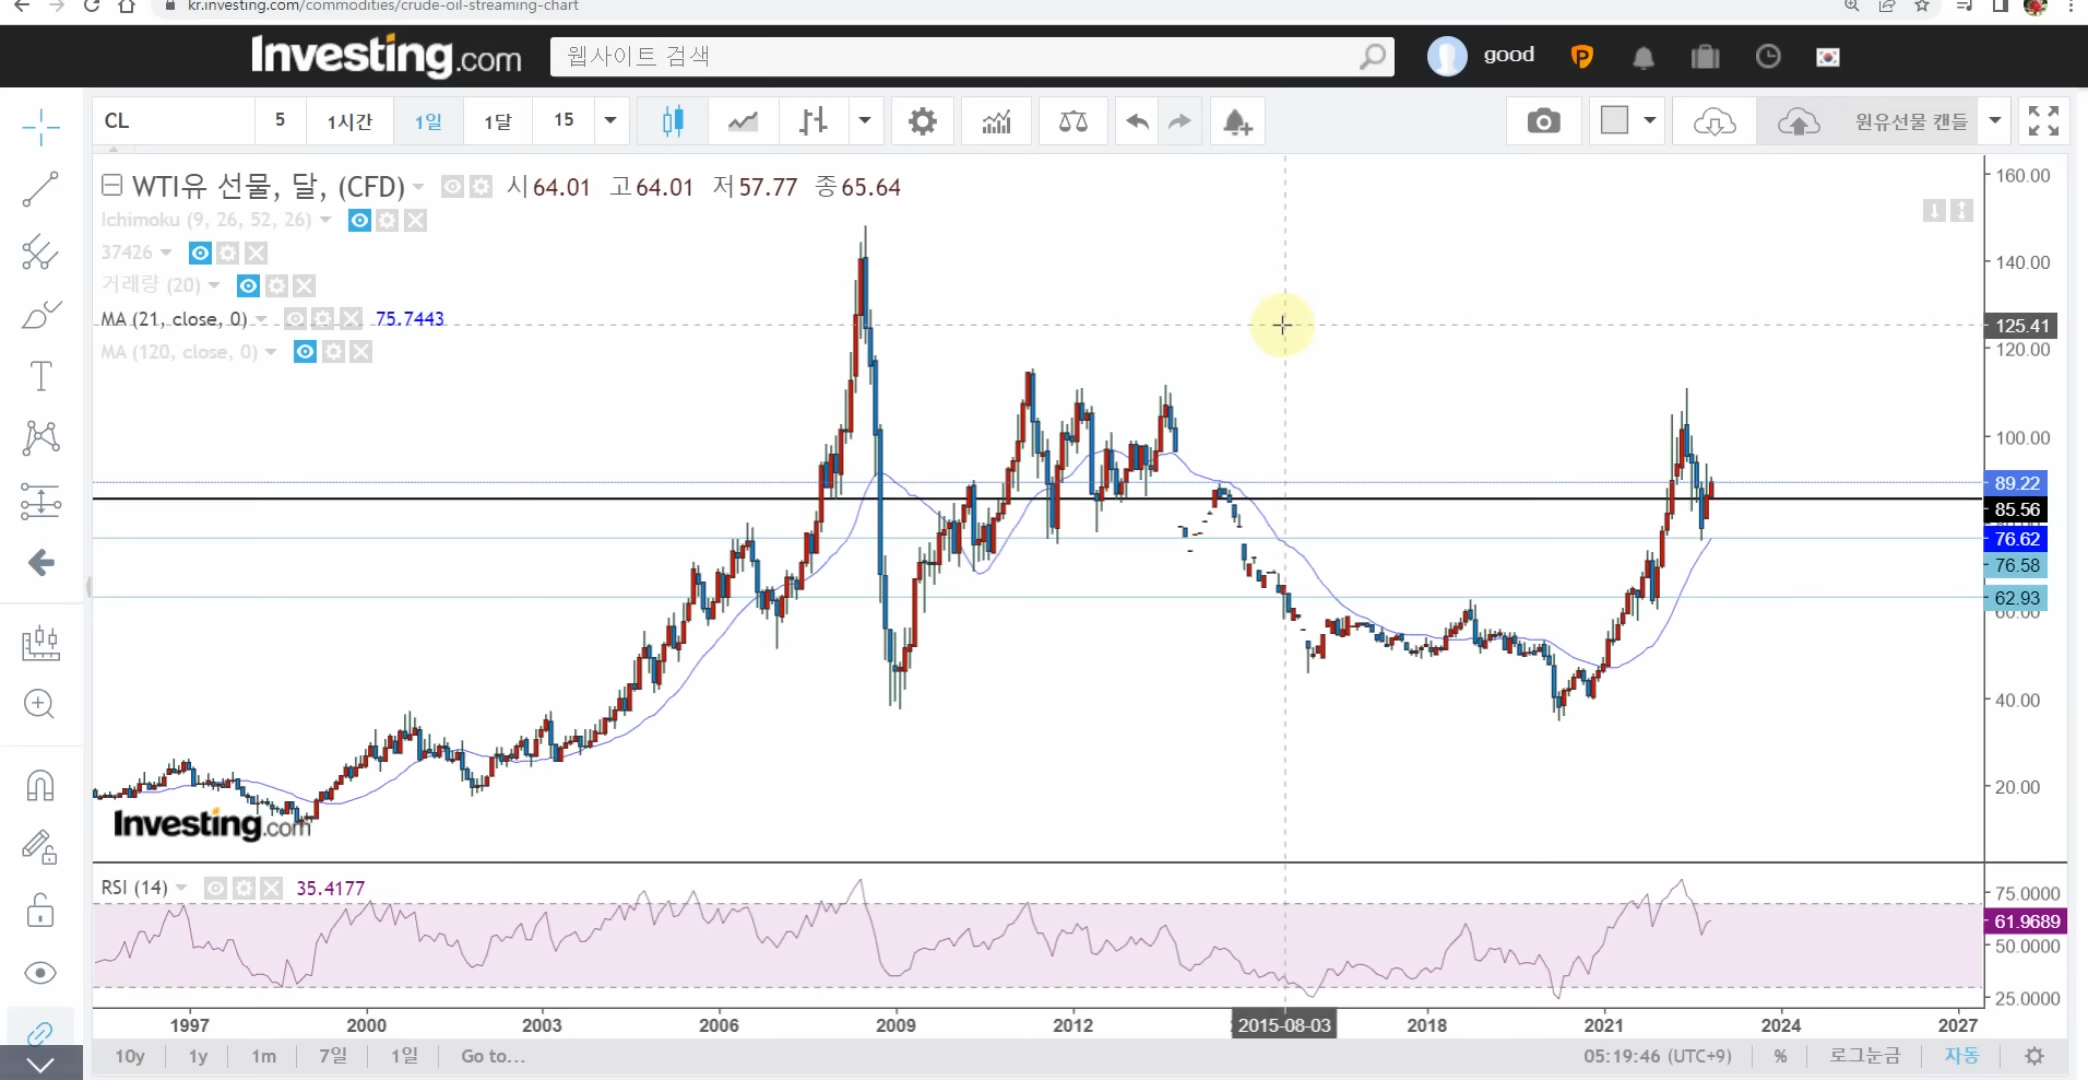 kr.investing.com/commodities/crude-oil-streaming-chart
Investing.com
웹사이트 검색
good
CL
5
1시간
1일
1달
15
원유선물 캔들
WTI유 선물, 달, (CFD)
시64.01 고64.01 저57.77 종65.64
Ichimoku (9, 26, 52, 26)
37426
거래량 (20)
MA (21, close, 0) 75.7443
MA (120, close, 0)
160.00
140.00
125.41
120.00
100.00
89.22
85.56
76.62
76.58
62.93
60.00
40.00
20.00
Investing.com
RSI (14) 35.4177
75.0000
61.9689
50.0000
25.0000
1997 2000 2003 2006 2009 2012 2015-08-03 2018 2021 2024 2027
10y 1y 1m 7일 1일 Go to...
05:19:46 (UTC+9) % 로그눈금 자동